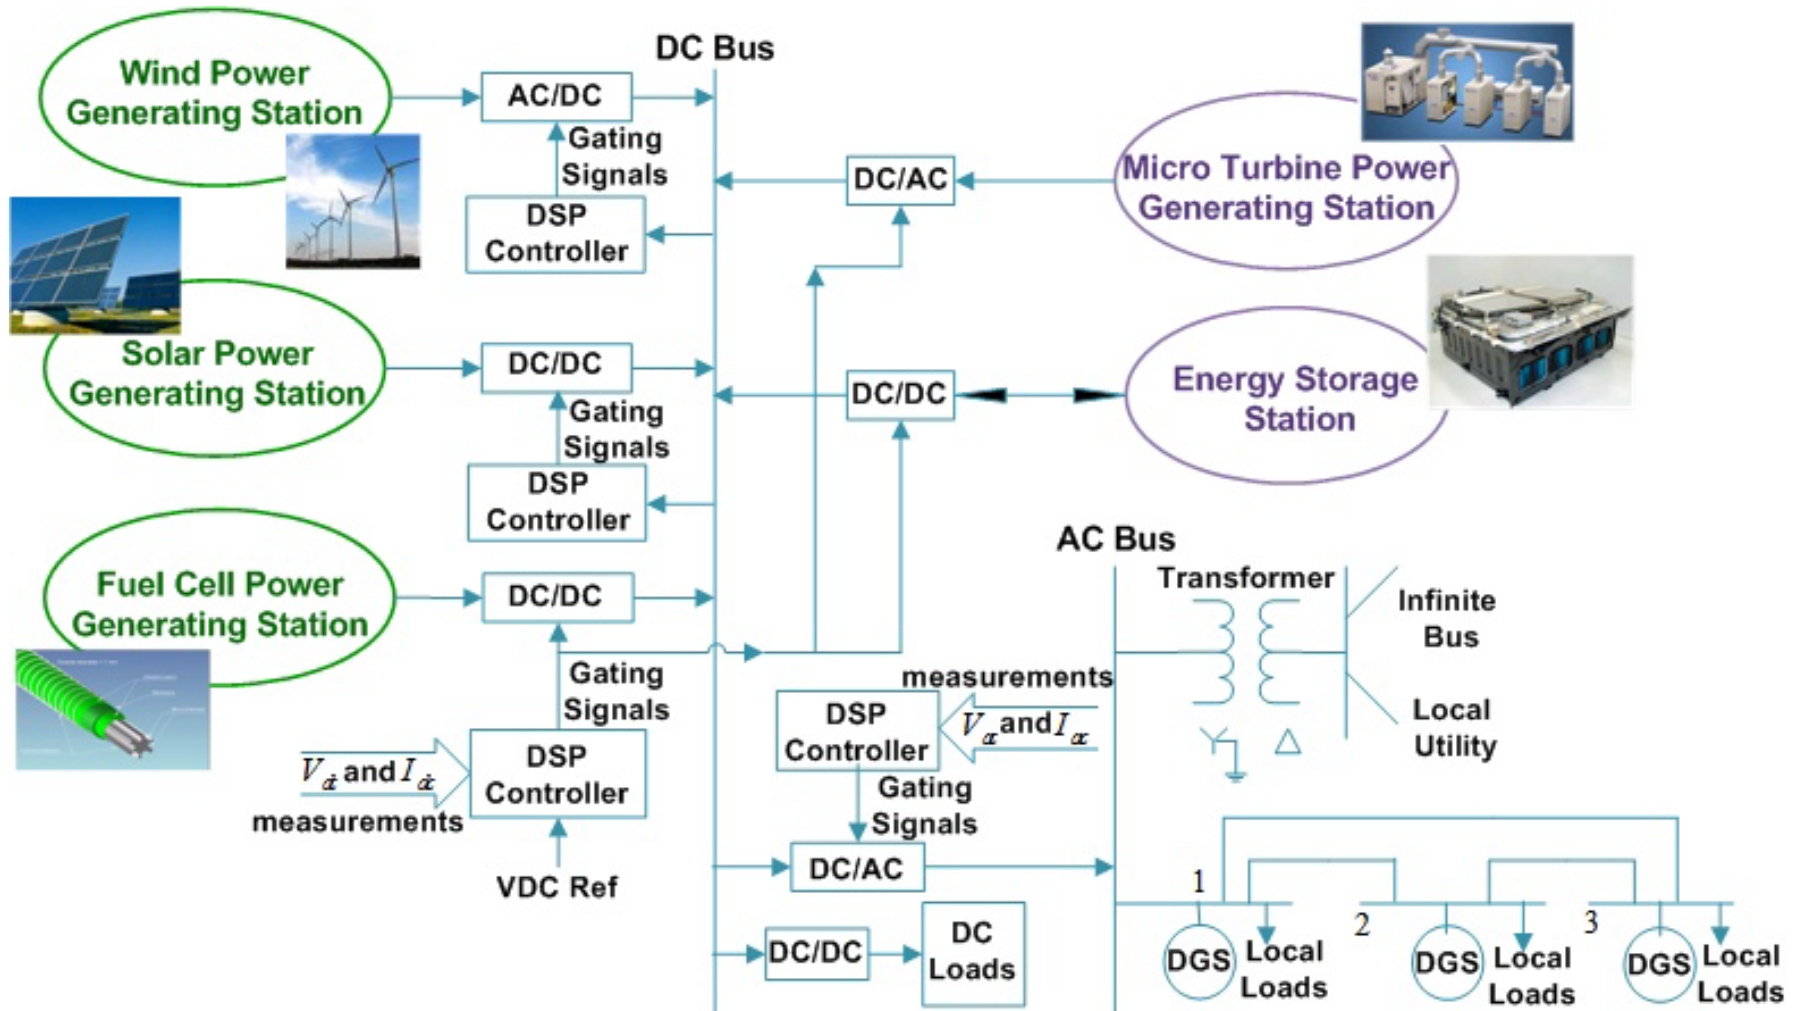 Wind Power
Generating Station
DC Bus
AC/DC
Gating
Signals
DSP
Controller
DC/AC
Micro Turbine Power
Generating Station
Solar Power
Generating Station
DC/DC
Gating
Signals
DSP
Controller
DC/DC
Energy Storage
Station
Fuel Cell Power
Generating Station
DC/DC
Gating
Signals
DSP
Controller
V_dc and I_dc
measurements
VDC Ref
AC Bus
Transformer
Infinite
Bus
Local
Utility
measurements
V_ac and I_ac
DSP
Controller
Gating
Signals
DC/AC
DC/DC
DC
Loads
1
DGS
Local
Loads
2
DGS
Local
Loads
3
DGS
Local
Loads